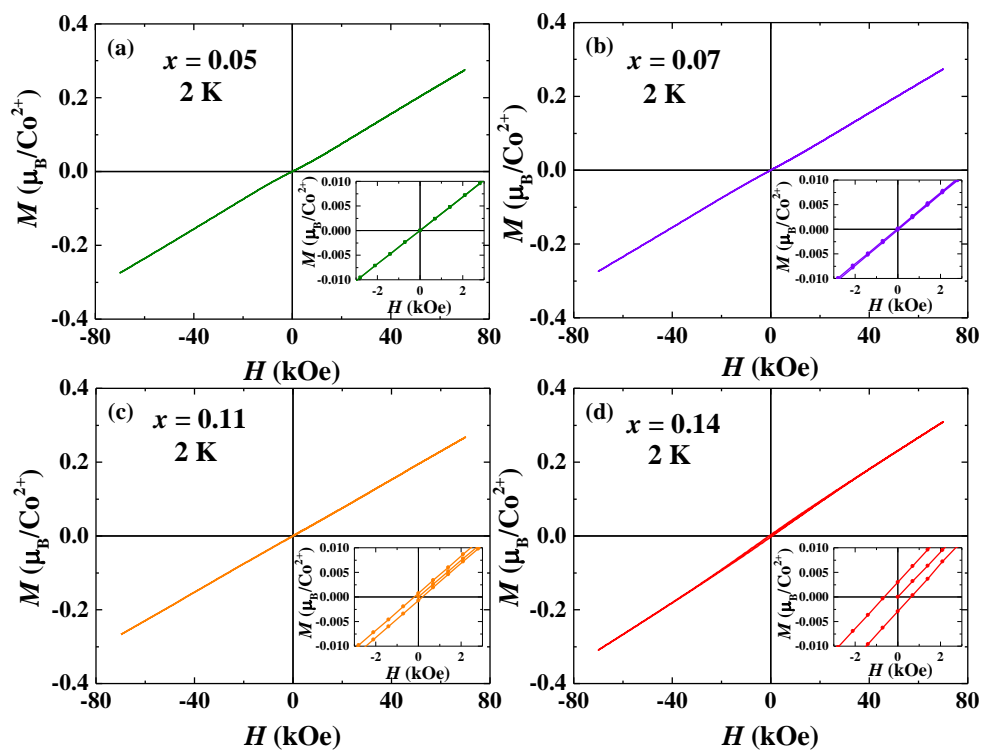 (a)
x = 0.05
2 K
M (μB/Co2+)
0.4
0.2
0.0
-0.2
-0.4
-80 -40 0 40 80
H (kOe)
M (μB/Co2+)
0.010
0.005
0.000
-0.005
-0.010
-2 0 2
H (kOe)
(b)
x = 0.07
2 K
M (μB/Co2+)
0.4
0.2
0.0
-0.2
-0.4
-80 -40 0 40 80
H (kOe)
M (μB/Co2+)
0.010
0.005
0.000
-0.005
-0.010
-2 0 2
H (kOe)
(c)
x = 0.11
2 K
M (μB/Co2+)
0.4
0.2
0.0
-0.2
-0.4
-80 -40 0 40 80
H (kOe)
M (μB/Co2+)
0.010
0.005
0.000
-0.005
-0.010
-2 0 2
H (kOe)
(d)
x = 0.14
2 K
M (μB/Co2+)
0.4
0.2
0.0
-0.2
-0.4
-80 -40 0 40 80
H (kOe)
M (μB/Co2+)
0.010
0.005
0.000
-0.005
-0.010
-2 0 2
H (kOe)